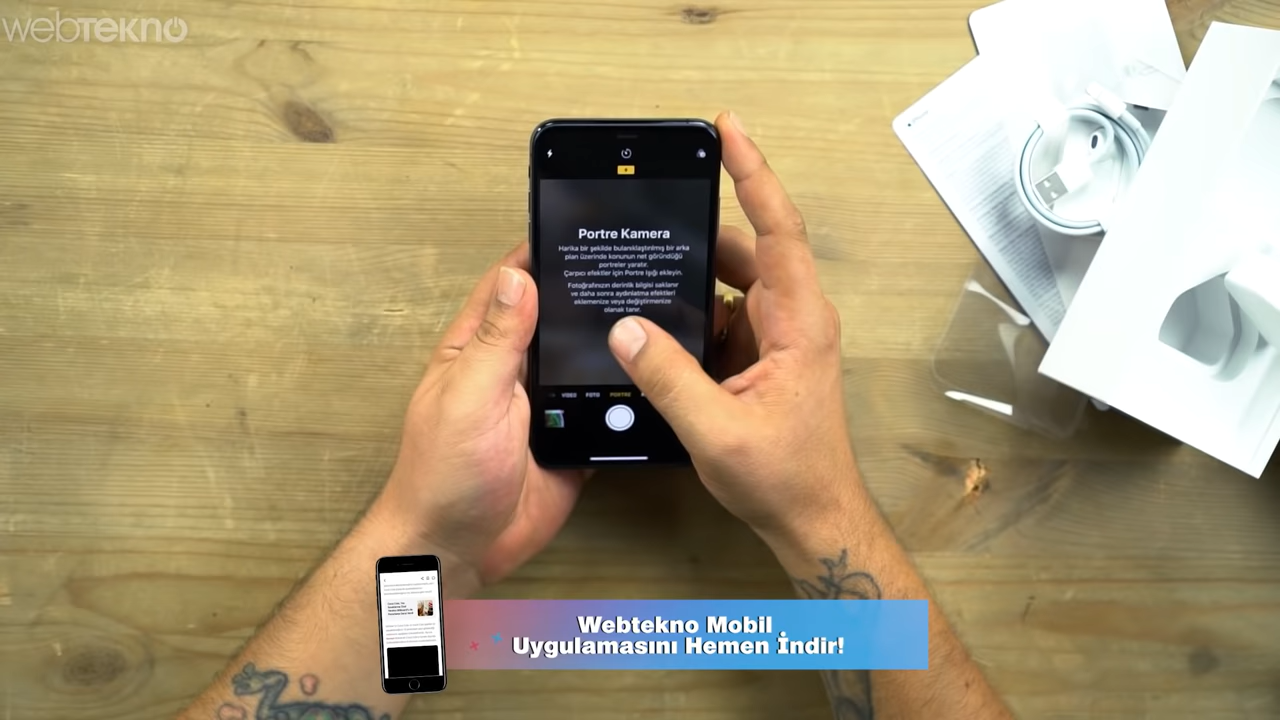 webtekno
Portre Kamera
Harika bir şekilde bulanıklaştırılmış bir arka
plan üzerinde konunun net göründüğü
portreler yaratır.
Çarpıcı efektler için Portre Işığı ekleyin.
Fotoğrafınızın derinlik bilgisi saklanır
ve daha sonra aydınlatma efektleri
eklemenize veya değiştirmenize
olanak tanır.
VİDEO FOTO PORTRE
Webtekno Mobil
Uygulamasını Hemen İndir!